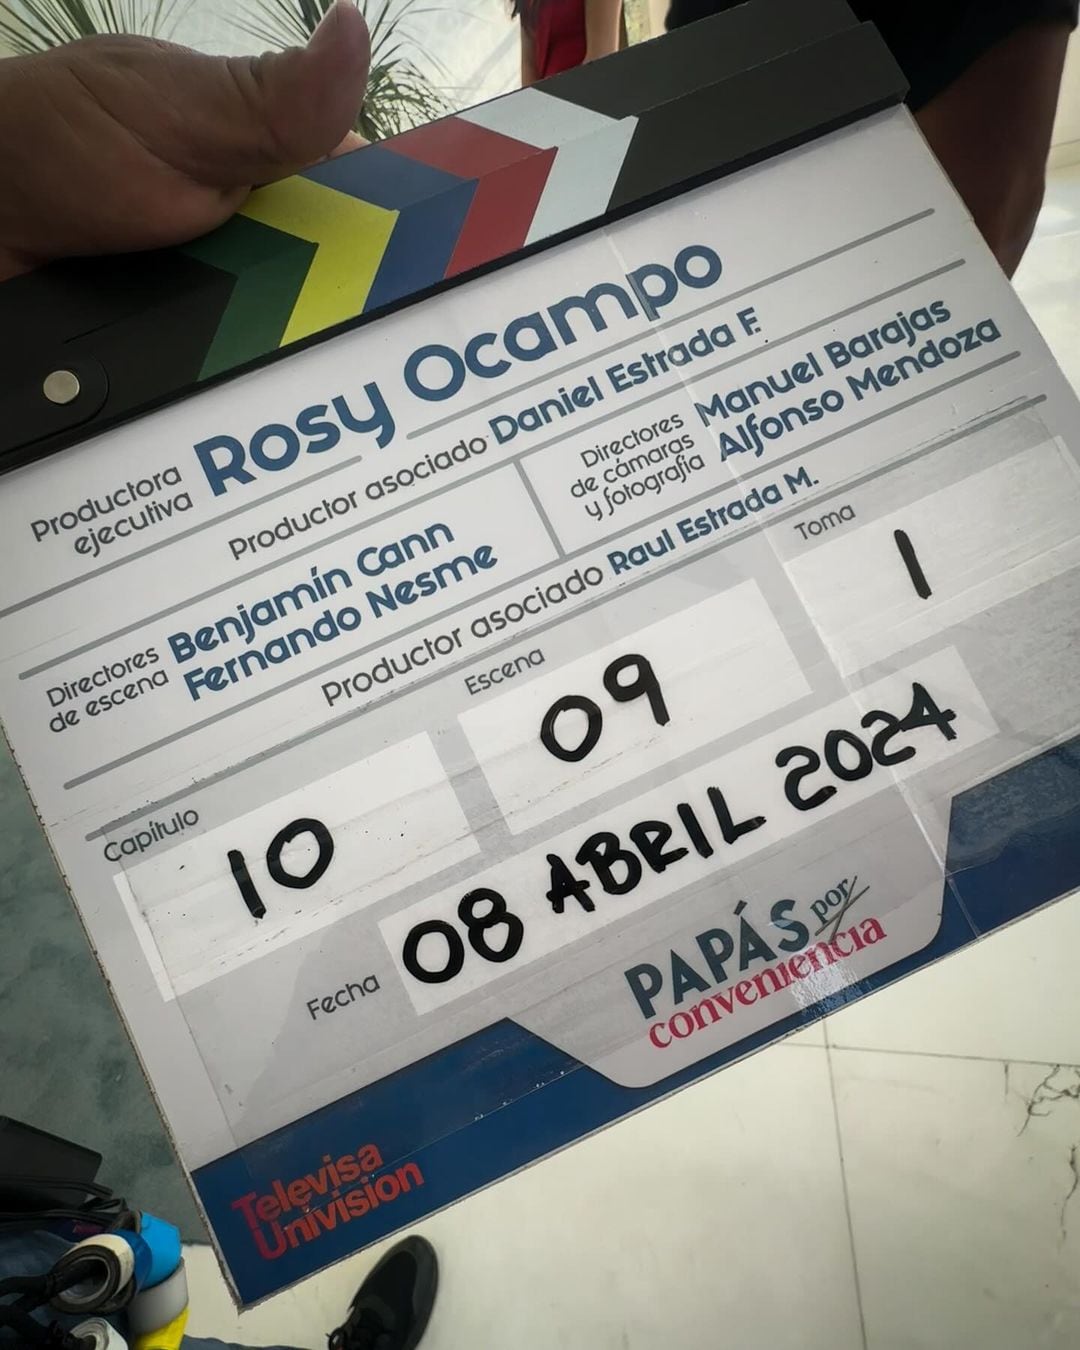 Productora
ejecutiva
Rosy Ocampo
Productor asociado Daniel Estrada F.
Directores
de escena
Benjamín Cann
Fernando Nesme
Directores
de cámaras
y fotografía
Manuel Barajas
Alfonso Mendoza
Productor asociado Raul Estrada M.
Capítulo
10
Escena
09
Toma
1
Fecha
08 ABRIL 2024
PAPÁS por
conveniencia
Televisa
Univision